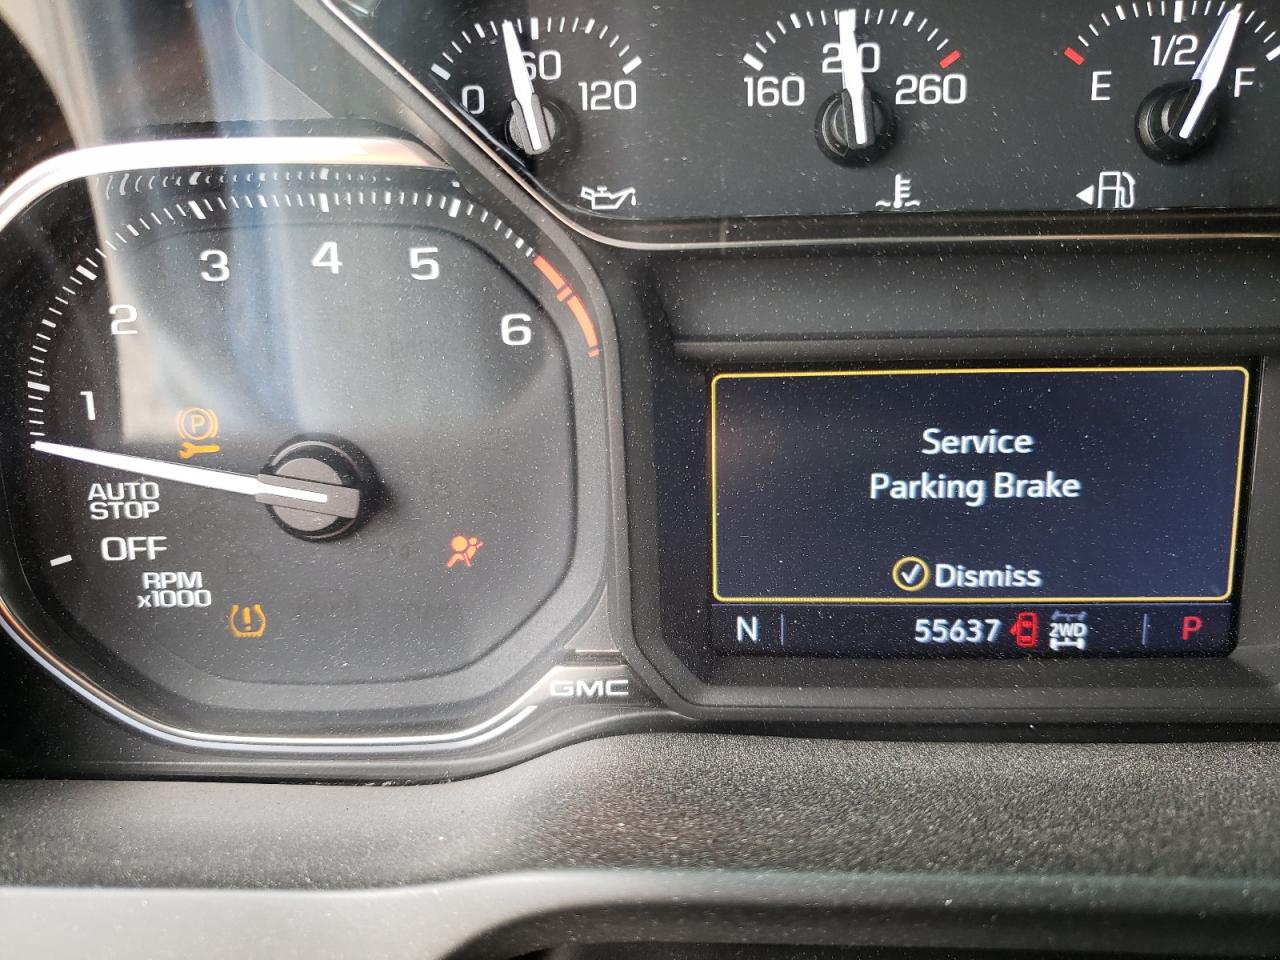 0
60
120
160
210
260
E
1/2
F
1
2
3
4
5
6
P
AUTO
STOP
OFF
RPM
x1000
GMC
Service
Parking Brake
Dismiss
N
55637
2WD
P